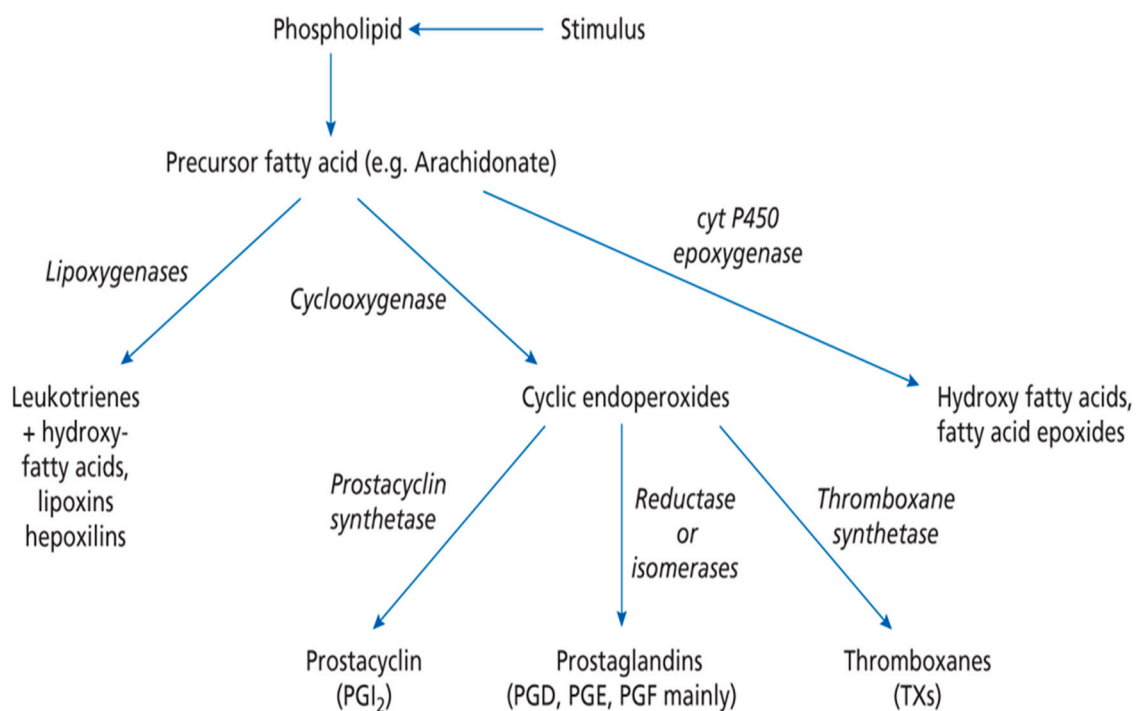 Phospholipid
Stimulus
Precursor fatty acid (e.g. Arachidonate)
Lipoxygenases
Cyclooxygenase
cyt P450
epoxygenase
Leukotrienes
+ hydroxy-
fatty acids,
lipoxins
hepoxilins
Cyclic endoperoxides
Hydroxy fatty acids,
fatty acid epoxides
Prostacyclin
synthetase
Reductase
or
isomerases
Thromboxane
synthetase
Prostacyclin
(PGI₂)
Prostaglandins
(PGD, PGE, PGF mainly)
Thromboxanes
(TXs)